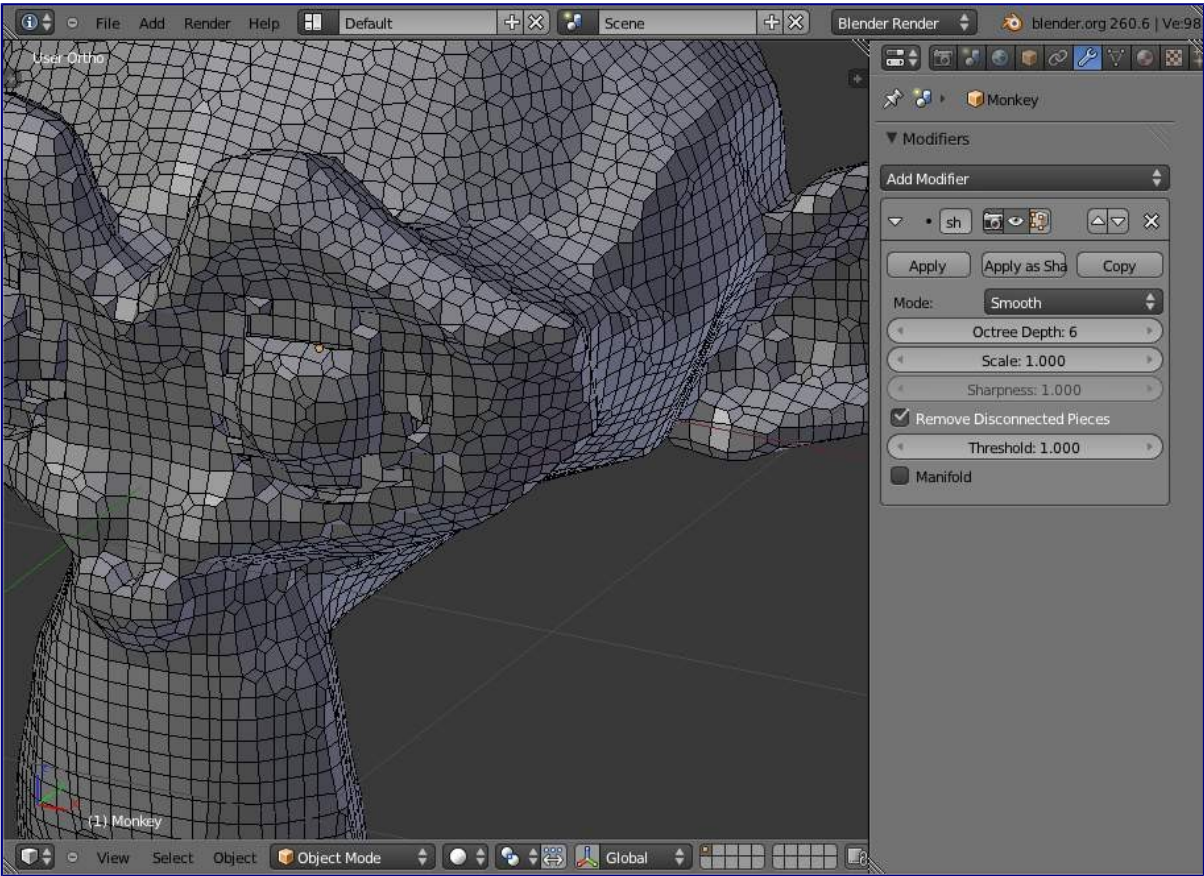 File Add Render Help Default Scene Blender Render blender.org 260.6 | Ve:98
User Ortho
Monkey
Modifiers
Add Modifier
sh
Apply Apply as Sha Copy
Mode: Smooth
Octree Depth: 6
Scale: 1.000
Sharpness: 1.000
Remove Disconnected Pieces
Threshold: 1.000
Manifold
(1) Monkey
View Select Object Object Mode Global